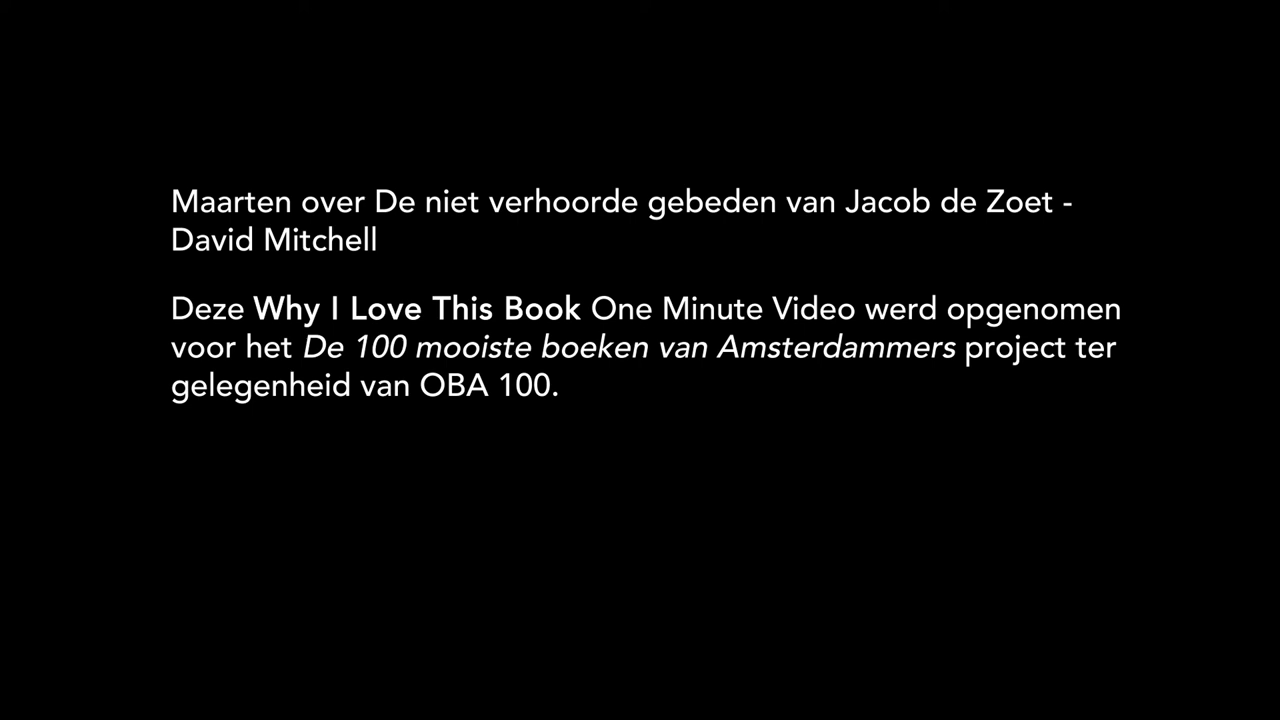 Maarten over De niet verhoorde gebeden van Jacob de Zoet -
David Mitchell
Deze Why I Love This Book One Minute Video werd opgenomen
voor het De 100 mooiste boeken van Amsterdammers project ter
gelegenheid van OBA 100.